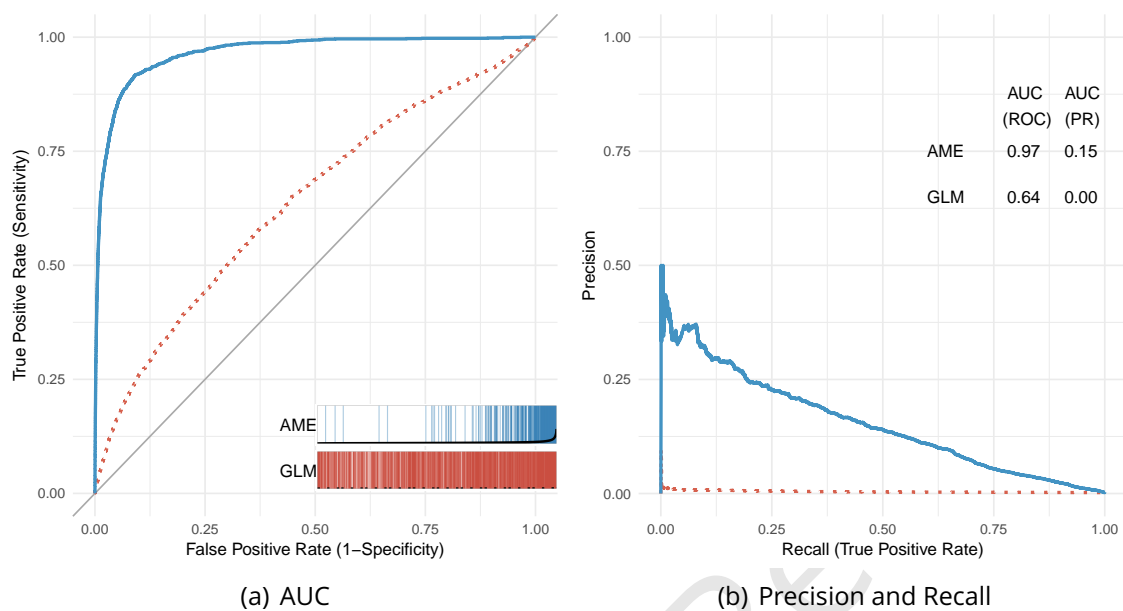 1.00
0.75
0.50
0.25
0.00
True Positive Rate (Sensitivity)
AME
GLM
0.00 0.25 0.50 0.75 1.00
False Positive Rate (1−Specificity)
(a) AUC
1.00
0.75
0.50
0.25
0.00
Precision
AUC AUC
(ROC) (PR)
AME 0.97 0.15
GLM 0.64 0.00
0.00 0.25 0.50 0.75 1.00
Recall (True Positive Rate)
(b) Precision and Recall